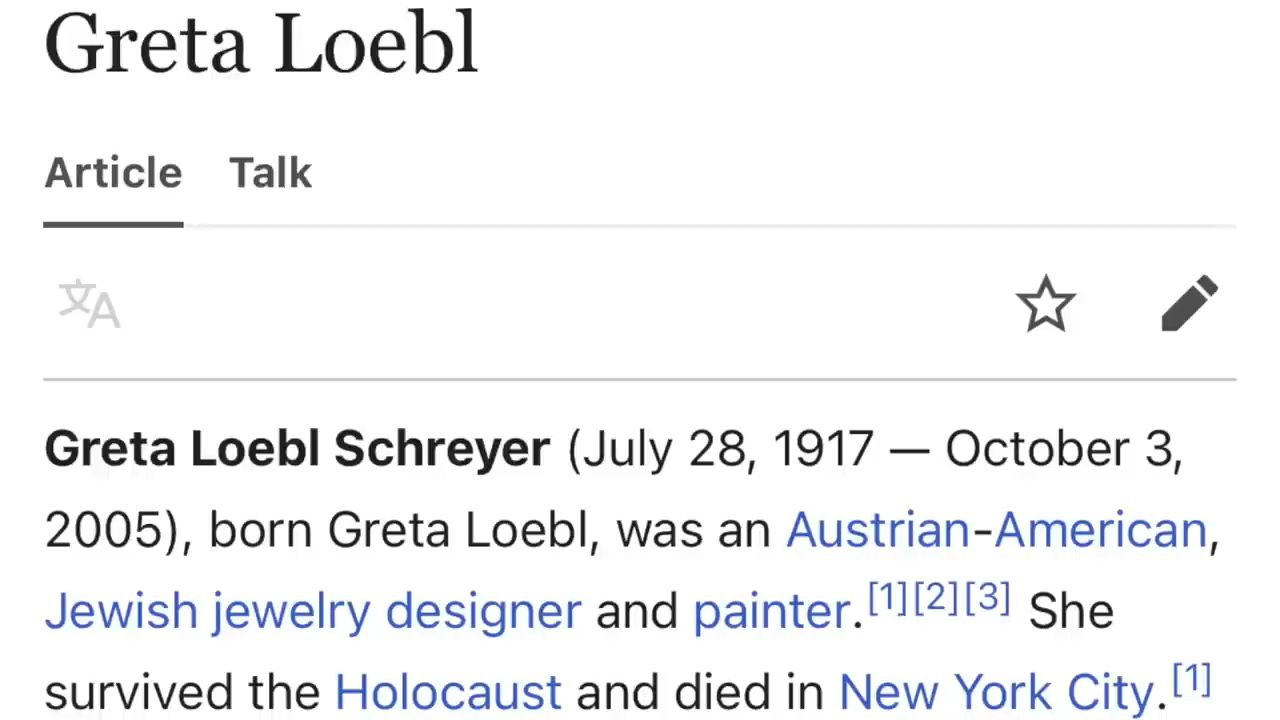 Greta Loebl
Article Talk
文A
Greta Loebl Schreyer (July 28, 1917 — October 3,
2005), born Greta Loebl, was an Austrian-American,
Jewish jewelry designer and painter.[1][2][3] She
survived the Holocaust and died in New York City.[1]